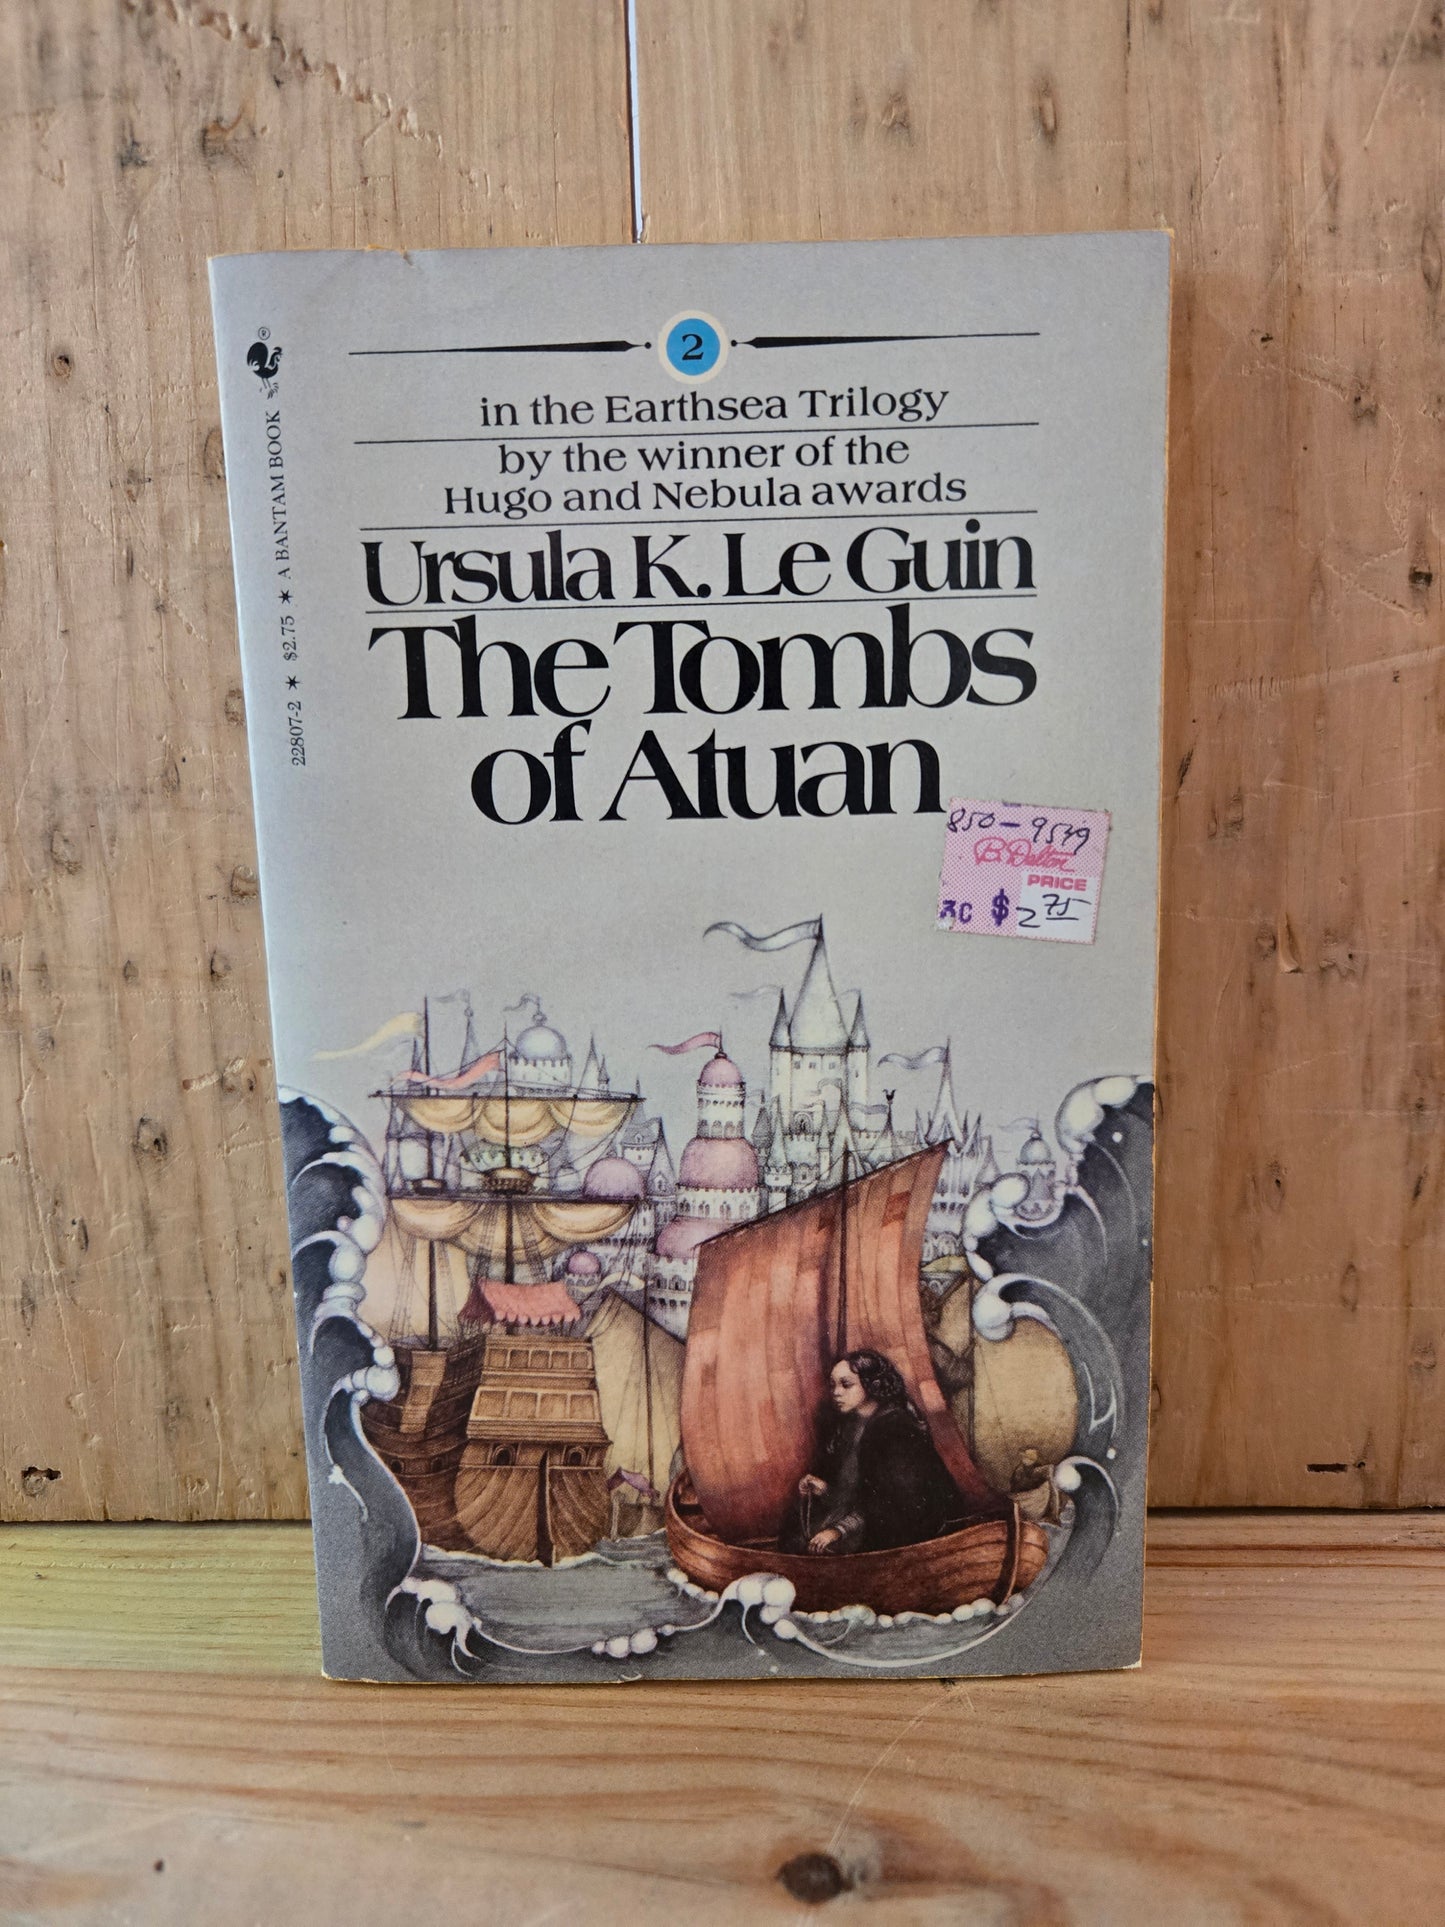 2
in the Earthsea Trilogy
by the winner of the
Hugo and Nebula awards
Ursula K. Le Guin
The Tombs
of Atuan
22807-2 ✶ $2.75 ✶ A BANTAM BOOK ®
850-9539
B. Dalton
PRICE
$ 2 75